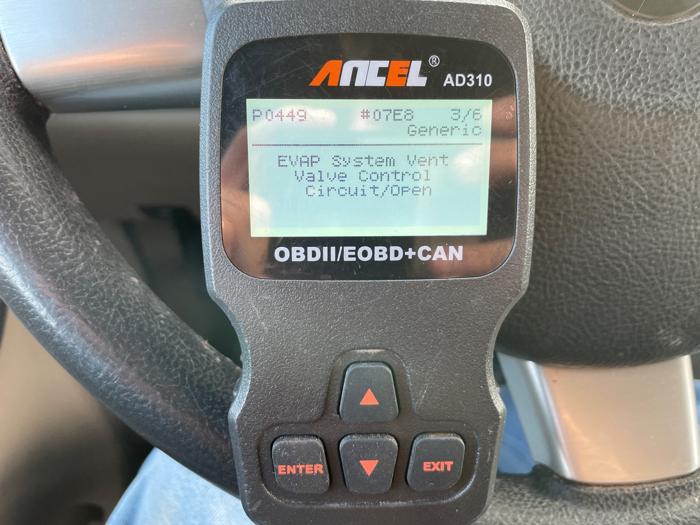 ANCEL® AD310
P0449 #07E8 3/6
Generic
EVAP System Vent
Valve Control
Circuit/Open
OBDII/EOBD+CAN
ENTER EXIT